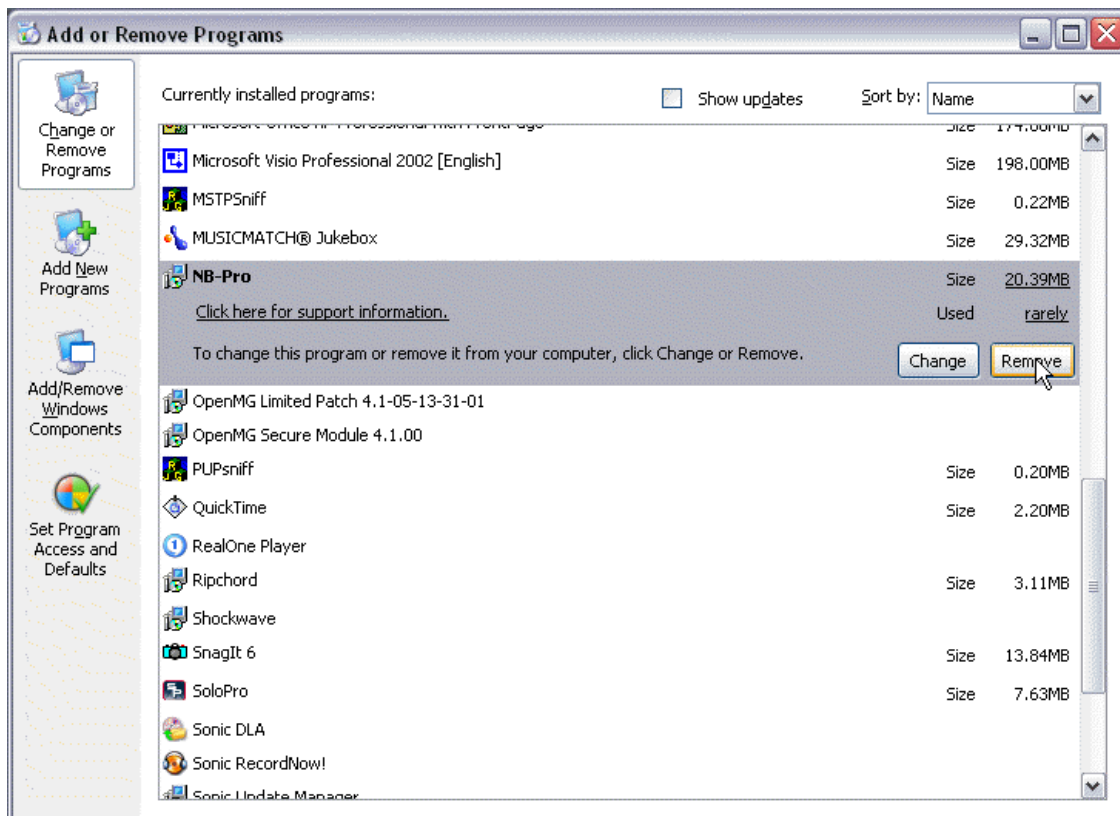 Add or Remove Programs
Change or
Remove
Programs
Add New
Programs
Add/Remove
Windows
Components
Set Program
Access and
Defaults
Currently installed programs:
Show updates
Sort by: Name
Size 174.00MB
Microsoft Visio Professional 2002 [English] Size 198.00MB
MSTPSniff Size 0.22MB
MUSICMATCH® Jukebox Size 29.32MB
NB-Pro Size 20.39MB
Click here for support information. Used rarely
To change this program or remove it from your computer, click Change or Remove. Change Remove
OpenMG Limited Patch 4.1-05-13-31-01
OpenMG Secure Module 4.1.00
PUPsniff Size 0.20MB
QuickTime Size 2.20MB
RealOne Player
Ripchord Size 3.11MB
Shockwave
SnagIt 6 Size 13.84MB
SoloPro Size 7.63MB
Sonic DLA
Sonic RecordNow!
Sonic Update Manager